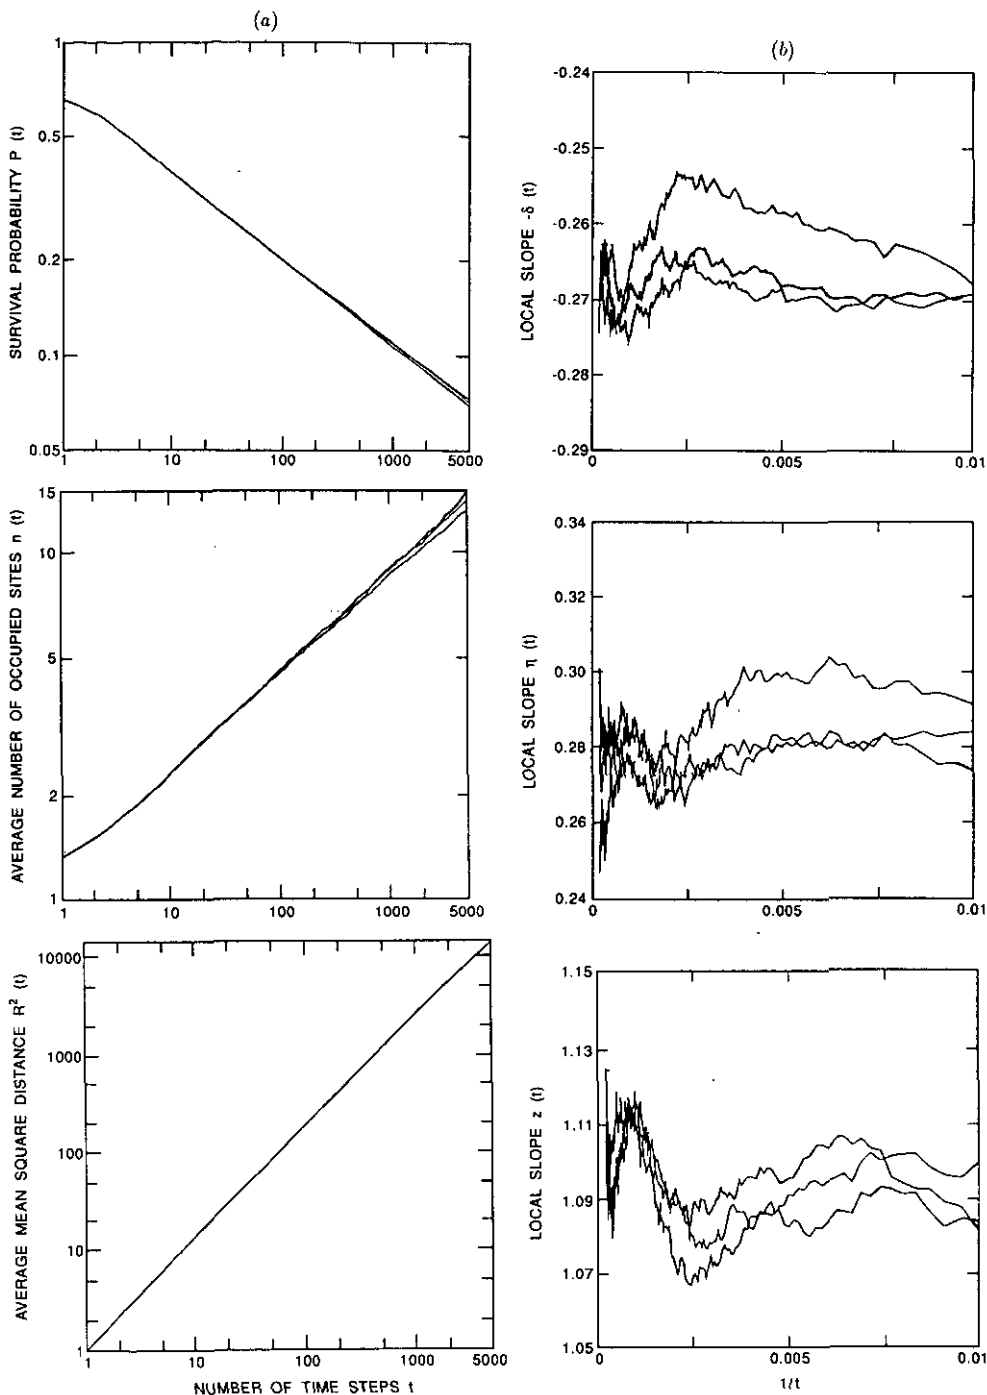 (a)
SURVIVAL PROBABILITY P (t)
1
0.5
0.2
0.1
0.05
1 10 100 1000 5000
AVERAGE NUMBER OF OCCUPIED SITES n (t)
15
10
5
2
1
1 10 100 1000 5000
AVERAGE MEAN SQUARE DISTANCE R² (t)
10000
1000
100
10
1
1 10 100 1000 5000
NUMBER OF TIME STEPS t
(b)
LOCAL SLOPE -δ (t)
-0.24
-0.25
-0.26
-0.27
-0.28
-0.29
0 0.005 0.01
LOCAL SLOPE η (t)
0.34
0.32
0.30
0.28
0.26
0.24
0 0.005 0.01
LOCAL SLOPE z (t)
1.15
1.13
1.11
1.09
1.07
1.05
0 0.005 0.01
1/t